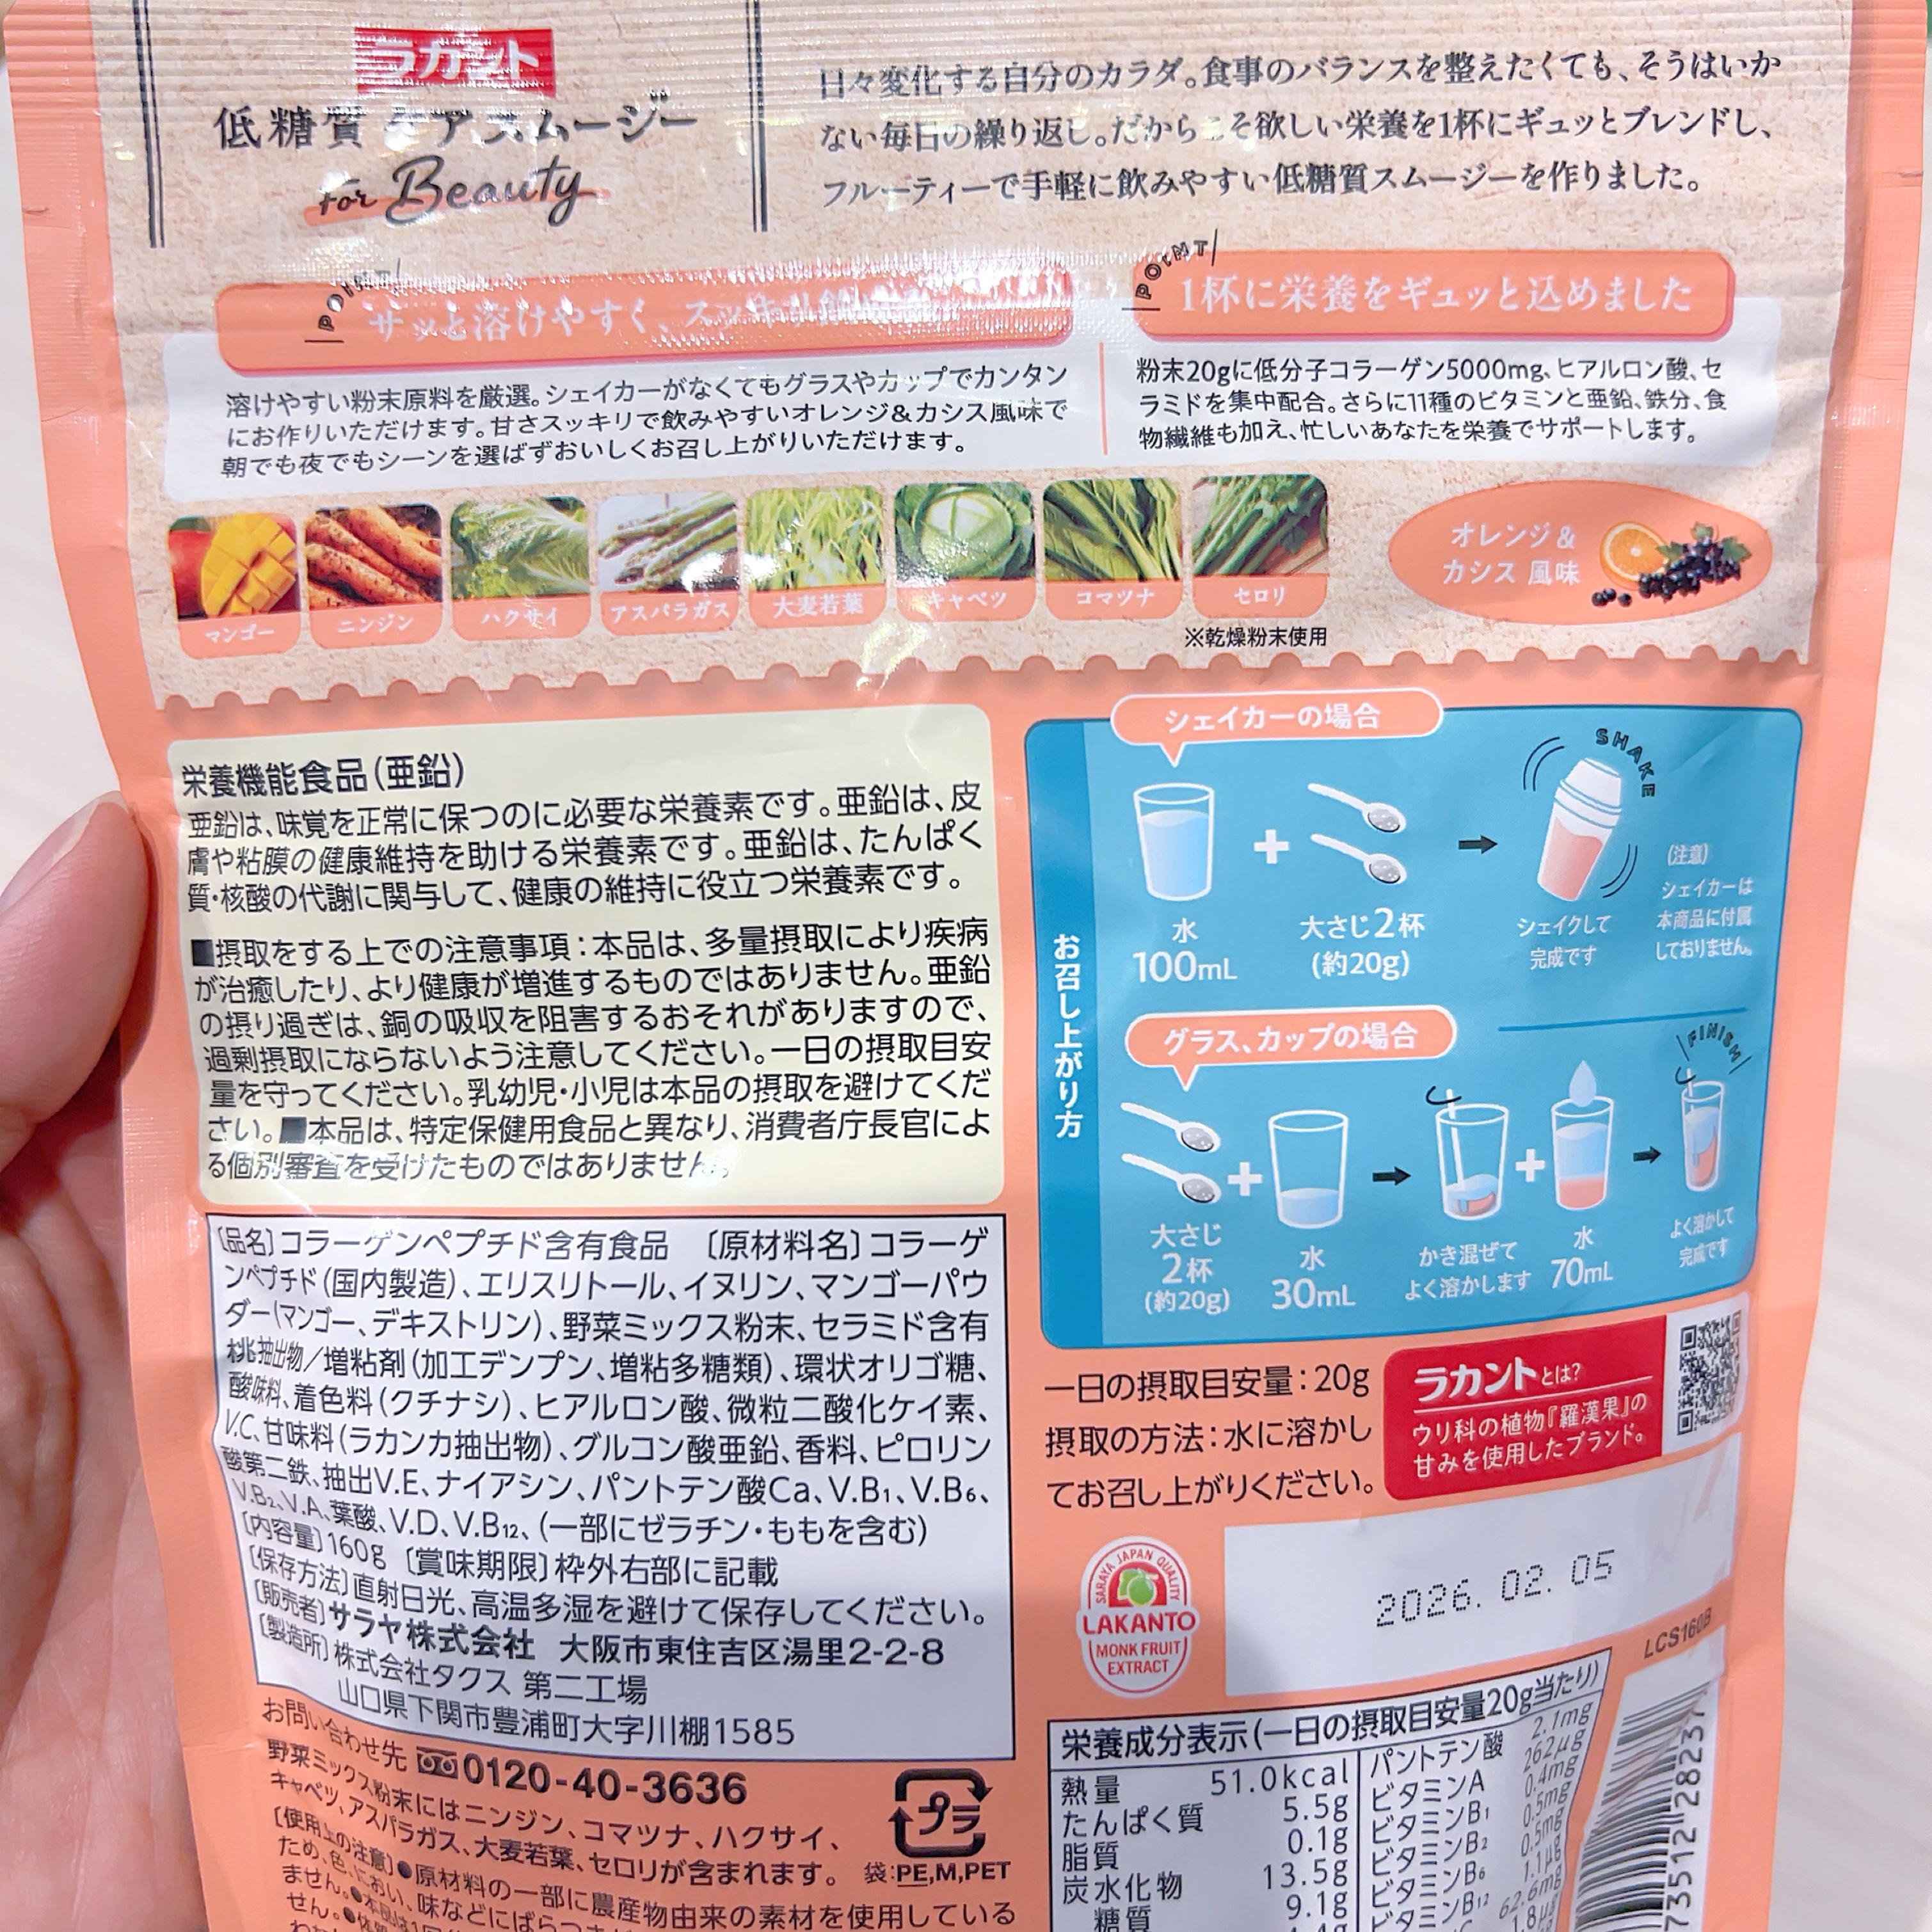 ラカント
低糖質 アスムージー
For Beauty
日々変化する自分のカラダ。食事のバランスを整えたくても、そうはいか
ない毎日の繰り返し。だからこそ欲しい栄養を1杯にギュッとブレンドし、
フルーティーで手軽に飲みやすい低糖質スムージーを作りました。
POINT
サッと溶けやすく、スッキリ
溶けやすい粉末原料を厳選。シェイカーがなくてもグラスやカップでカンタン
にお作りいただけます。甘さスッキリで飲みやすいオレンジ&カシス風味で
朝でも夜でもシーンを選ばずおいしくお召し上がりいただけます。
POINT
1杯に栄養をギュッと込めました
粉末20gに低分子コラーゲン5000mg、ヒアルロン酸、セ
ラミドを集中配合。さらに11種のビタミンと亜鉛、鉄分、食
物繊維も加え、忙しいあなたを栄養でサポートします。
マンゴー
ニンジン
ハクサイ
アスパラガス
大麦若葉
キャベツ
コマツナ
セロリ
※乾燥粉末使用
オレンジ&
カシス 風味
栄養機能食品(亜鉛)
亜鉛は、味覚を正常に保つのに必要な栄養素です。亜鉛は、皮
膚や粘膜の健康維持を助ける栄養素です。亜鉛は、たんぱく
質・核酸の代謝に関与して、健康の維持に役立つ栄養素です。
■摂取をする上での注意事項:本品は、多量摂取により疾病
が治癒したり、より健康が増進するものではありません。亜鉛
の摂り過ぎは、銅の吸収を阻害するおそれがありますので、
過剰摂取にならないよう注意してください。一日の摂取目安
量を守ってください。乳幼児・小児は本品の摂取を避けてくだ
さい。■本品は、特定保健用食品と異なり、消費者庁長官によ
る個別審査を受けたものではありません。
お召し上がり方
シェイカーの場合
SHAKE
水
100mL
+
大さじ2杯
(約20g)
シェイクして
完成です
(注意)
シェイカーは
本商品に付属
しておりません。
グラス、カップの場合
FINISH
大さじ
2杯
(約20g)
+
水
30mL
かき混ぜて
よく溶かします
+
水
70mL
よく溶かして
完成です
〔品名〕コラーゲンペプチド含有食品 〔原材料名〕コラーゲ
ンペプチド(国内製造)、エリスリトール、イヌリン、マンゴーパウ
ダー(マンゴー、デキストリン)、野菜ミックス粉末、セラミド含有
桃抽出物/増粘剤(加工デンプン、増粘多糖類)、環状オリゴ糖、
酸味料、着色料(クチナシ)、ヒアルロン酸、微粒二酸化ケイ素、
V.C、甘味料(ラカンカ抽出物)、グルコン酸亜鉛、香料、ピロリン
酸第二鉄、抽出V.E、ナイアシン、パントテン酸Ca、V.B1、V.B6、
V.B2、V.A、葉酸、V.D、V.B12、(一部にゼラチン・ももを含む)
〔内容量〕160g 〔賞味期限〕枠外右部に記載
〔保存方法〕直射日光、高温多湿を避けて保存してください。
〔販売者〕サラヤ株式会社 大阪市東住吉区湯里2-2-8
〔製造所〕株式会社タクス 第二工場
山口県下関市豊浦町大字川棚1585
お問い合わせ先 0120-40-3636
野菜ミックス粉末にはニンジン、コマツナ、ハクサイ、
キャベツ、アスパラガス、大麦若葉、セロリが含まれます。
プラ
袋:PE,M,PET
〔使用上の注意〕●原材料の一部に農産物由来の素材を使用している
ため、色、におい、味などにばらつき
ません。
せん。
一日の摂取目安量:20g
摂取の方法:水に溶かし
てお召し上がりください。
ラカントとは?
ウリ科の植物『羅漢果』の
甘みを使用したブランド。
SARAYA JAPAN QUALITY
LAKANTO
MONK FRUIT
EXTRACT
2026.02.05
LCS160B
栄養成分表示(一日の摂取目安量20g当たり)
熱量 51.0kcal
たんぱく質 5.5g
脂質 0.1g
炭水化物 13.5g
糖質 9.1g
パントテン酸 2.1mg
ビタミンA 262μg
ビタミンB1 0.4mg
ビタミンB2 0.5mg
ビタミンB6 0.5mg
ビタミンB12 1.1μg
62.6mg
1.8μg
73512 28237